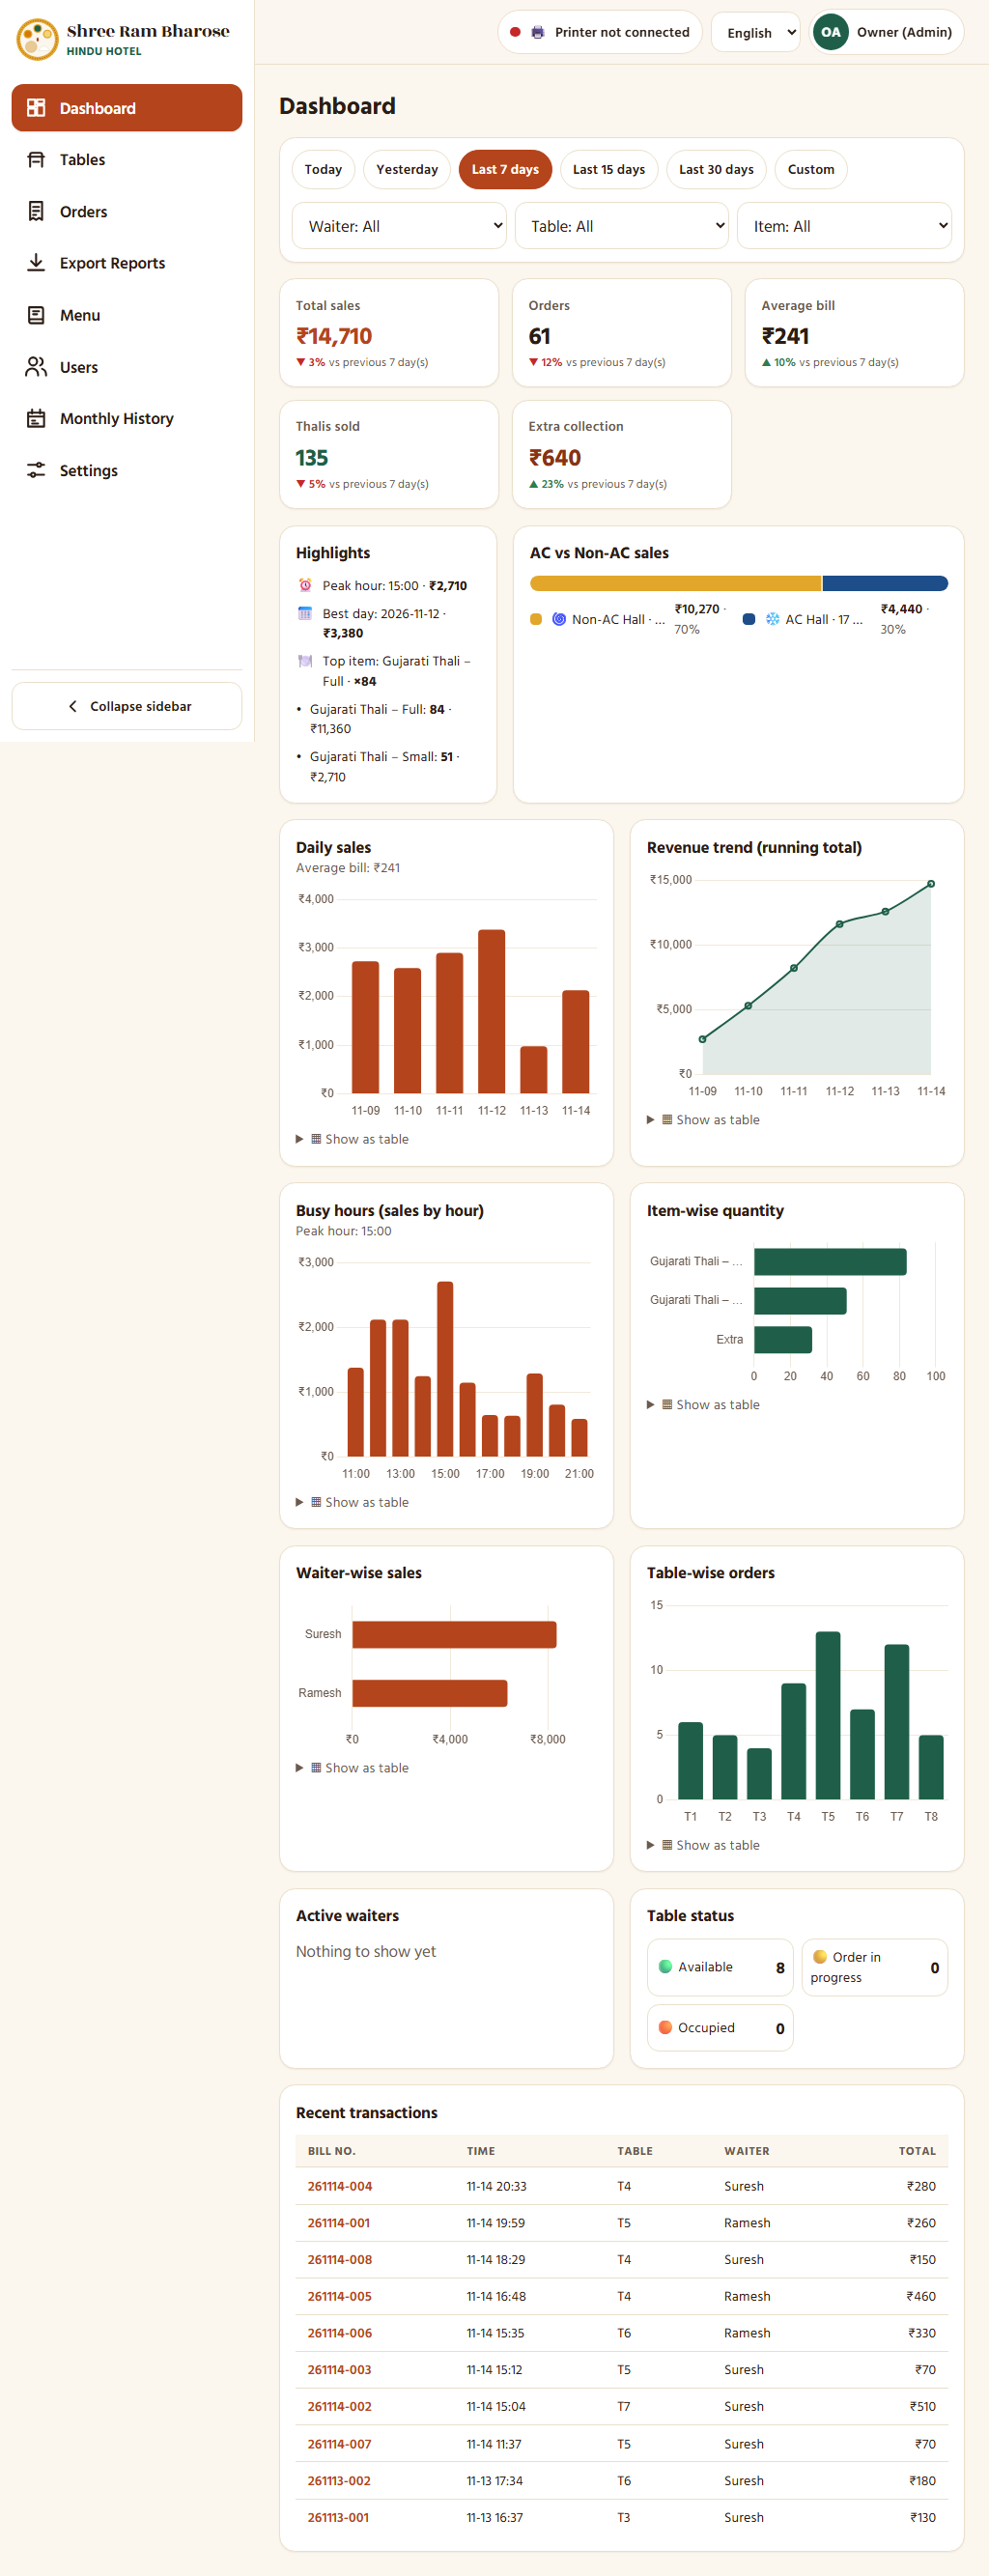 Shree Ram Bharose
HINDU HOTEL
Printer not connected
English
OA
Owner (Admin)
Dashboard
Tables
Orders
Export Reports
Menu
Users
Monthly History
Settings
Collapse sidebar
Dashboard
Today Yesterday Last 7 days Last 15 days Last 30 days Custom
Waiter: All Table: All Item: All
Total sales
₹14,710
▼ 3% vs previous 7 day(s)
Orders
61
▼ 12% vs previous 7 day(s)
Average bill
₹241
▲ 10% vs previous 7 day(s)
Thalis sold
135
▼ 5% vs previous 7 day(s)
Extra collection
₹640
▲ 23% vs previous 7 day(s)
Highlights
Peak hour: 15:00 · ₹2,710
Best day: 2026-11-12 ·
₹3,380
Top item: Gujarati Thali –
Full · ×84
• Gujarati Thali – Full: 84 ·
₹11,360
• Gujarati Thali – Small: 51 ·
₹2,710
AC vs Non-AC sales
Non-AC Hall · ... ₹10,270 ·
70%
AC Hall · 17 ... ₹4,440 ·
30%
Daily sales
Average bill: ₹241
₹4,000
₹3,000
₹2,000
₹1,000
₹0
11-09 11-10 11-11 11-12 11-13 11-14
▶ Show as table
Revenue trend (running total)
₹15,000
₹10,000
₹5,000
₹0
11-09 11-10 11-11 11-12 11-13 11-14
▶ Show as table
Busy hours (sales by hour)
Peak hour: 15:00
₹3,000
₹2,000
₹1,000
₹0
11:00 13:00 15:00 17:00 19:00 21:00
▶ Show as table
Item-wise quantity
Gujarati Thali – ...
Gujarati Thali – ...
Extra
0 20 40 60 80 100
▶ Show as table
Waiter-wise sales
Suresh
Ramesh
₹0 ₹4,000 ₹8,000
▶ Show as table
Table-wise orders
15
10
5
0
T1 T2 T3 T4 T5 T6 T7 T8
▶ Show as table
Active waiters
Nothing to show yet
Table status
Available 8
Order in
progress 0
Occupied 0
Recent transactions
BILL NO. TIME TABLE WAITER TOTAL
261114-004 11-14 20:33 T4 Suresh ₹280
261114-001 11-14 19:59 T5 Ramesh ₹260
261114-008 11-14 18:29 T4 Suresh ₹150
261114-005 11-14 16:48 T4 Ramesh ₹460
261114-006 11-14 15:35 T6 Ramesh ₹330
261114-003 11-14 15:12 T5 Suresh ₹70
261114-002 11-14 15:04 T7 Suresh ₹510
261114-007 11-14 11:37 T5 Suresh ₹70
261113-002 11-13 17:34 T6 Suresh ₹180
261113-001 11-13 16:37 T3 Suresh ₹130